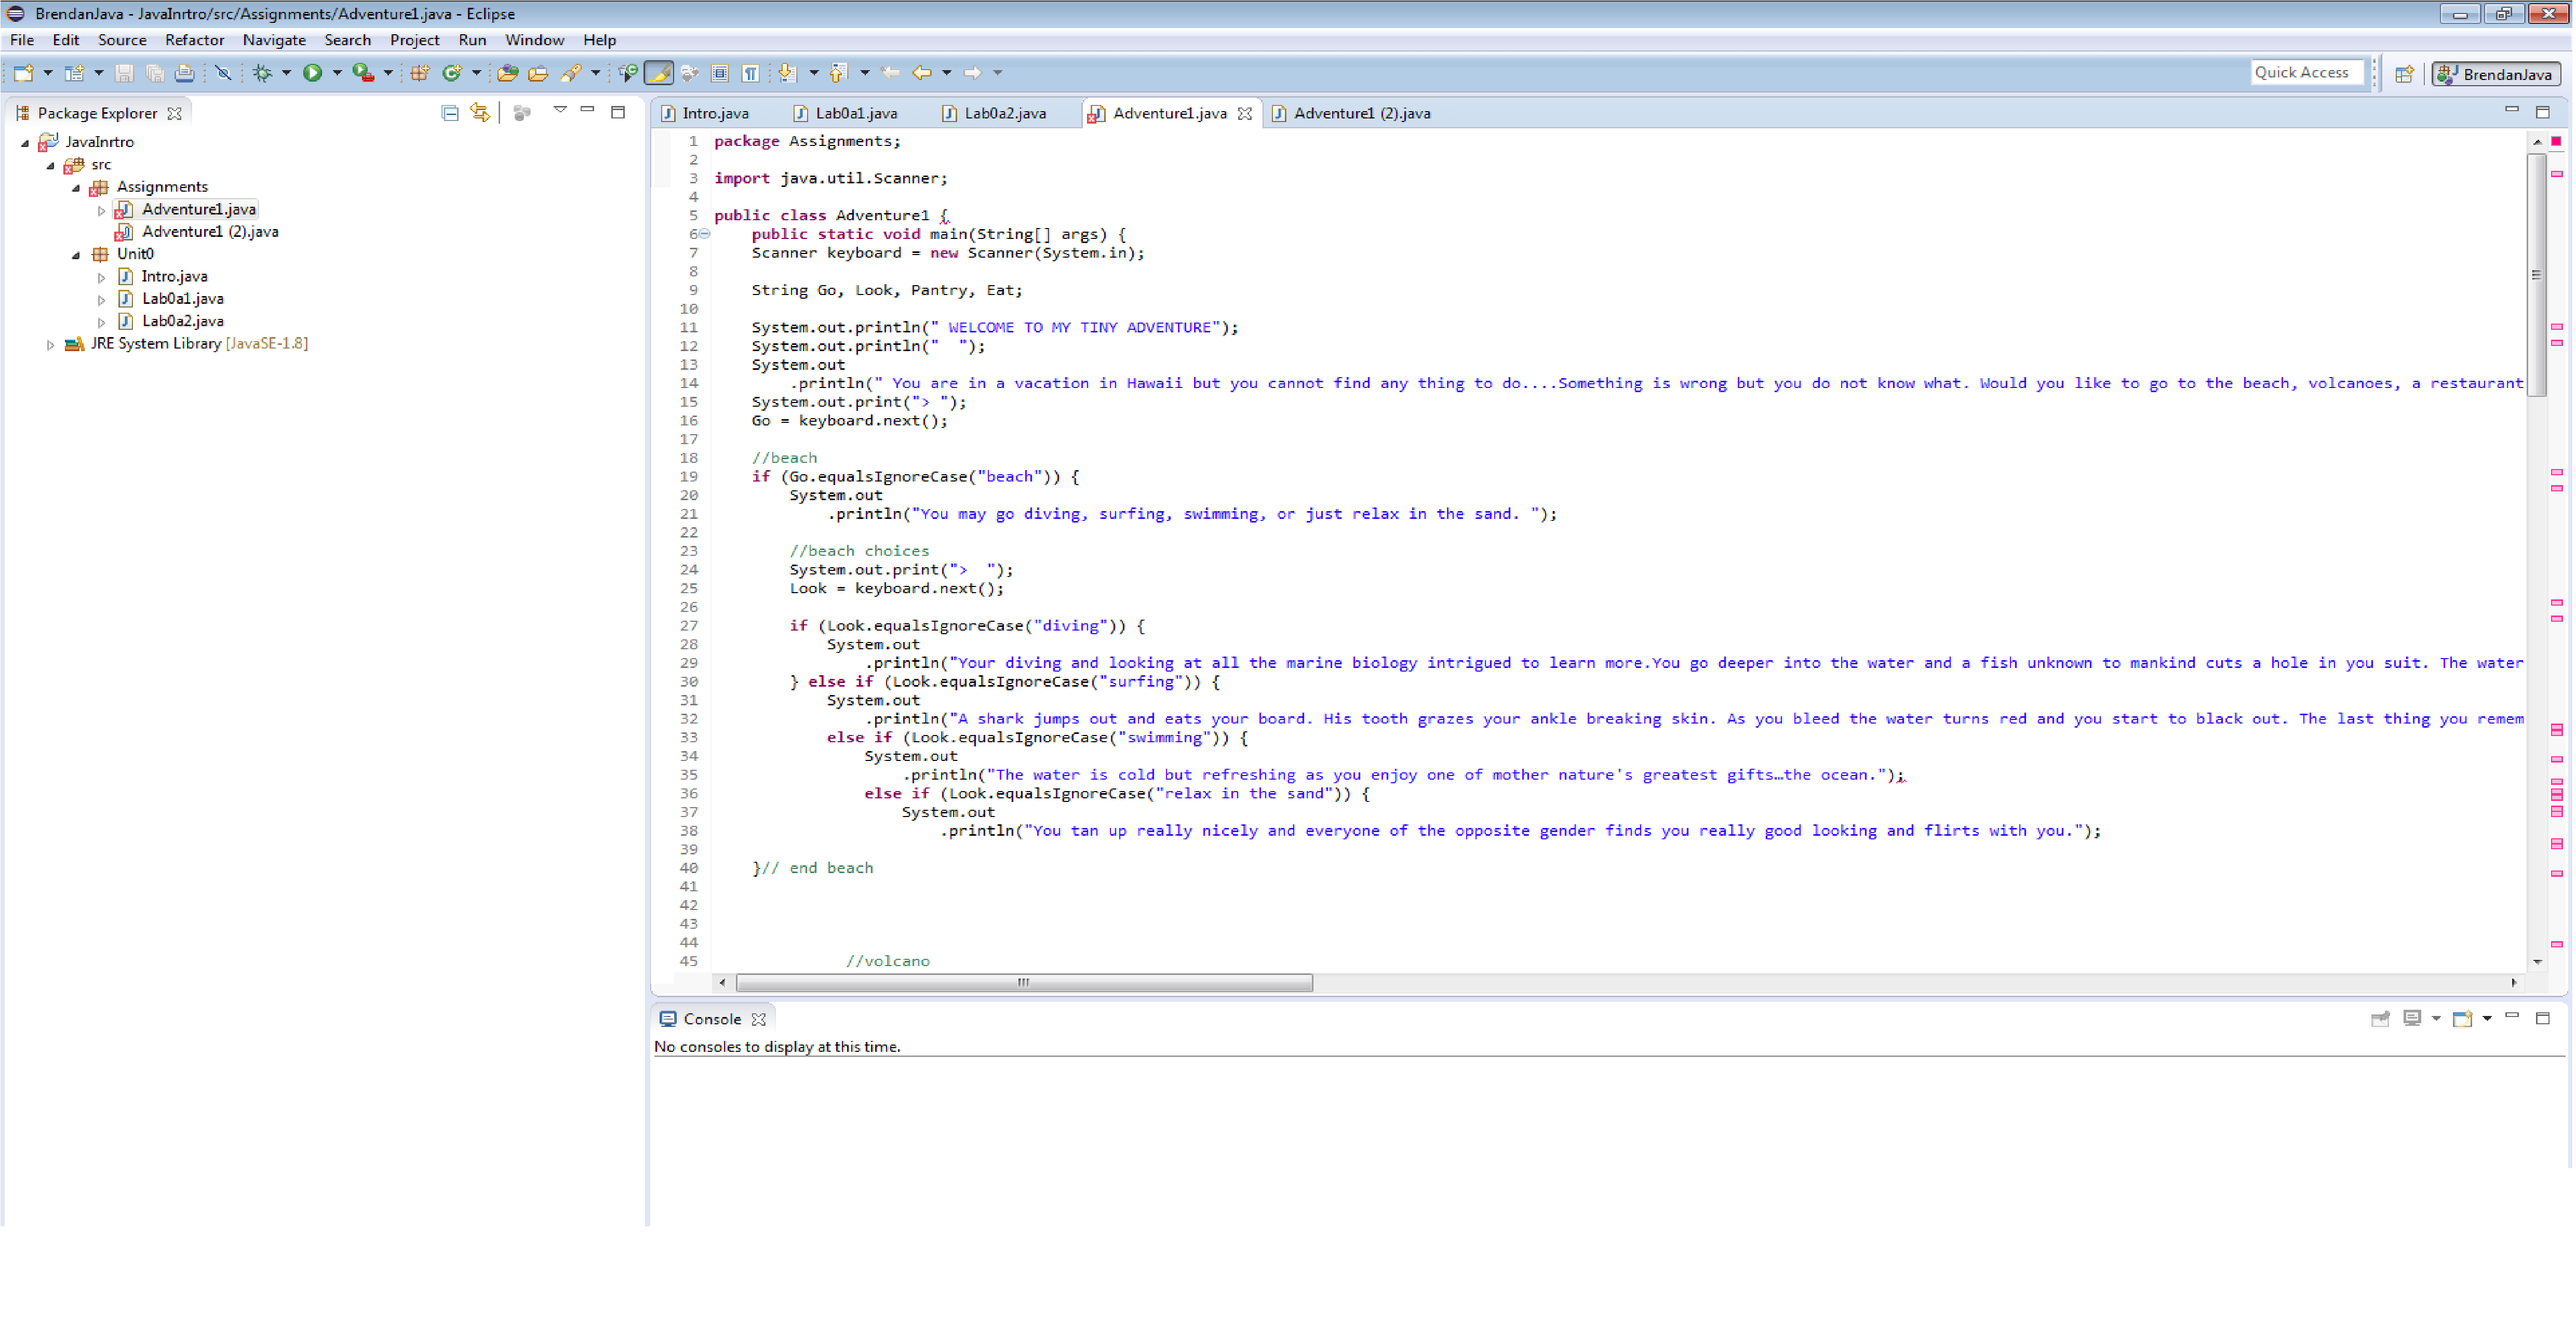 BrendanJava - JavaInrtro/src/Assignments/Adventure1.java - Eclipse
File Edit Source Refactor Navigate Search Project Run Window Help
Quick Access BrendanJava
Package Explorer
JavaInrtro
src
Assignments
Adventure1.java
Adventure1 (2).java
Unit0
Intro.java
Lab0a1.java
Lab0a2.java
JRE System Library [JavaSE-1.8]
Intro.java Lab0a1.java Lab0a2.java Adventure1.java Adventure1 (2).java
1 package Assignments;
2
3 import java.util.Scanner;
4
5 public class Adventure1 {
6 public static void main(String[] args) {
7 Scanner keyboard = new Scanner(System.in);
8
9 String Go, Look, Pantry, Eat;
10
11 System.out.println(" WELCOME TO MY TINY ADVENTURE");
12 System.out.println("  ");
13 System.out
14 .println(" You are in a vacation in Hawaii but you cannot find any thing to do....Something is wrong but you do not know what. Would you like to go to the beach, volcanoes, a restaurant
15 System.out.print("> ");
16 Go = keyboard.next();
17
18 //beach
19 if (Go.equalsIgnoreCase("beach")) {
20 System.out
21 .println("You may go diving, surfing, swimming, or just relax in the sand. ");
22
23 //beach choices
24 System.out.print(">  ");
25 Look = keyboard.next();
26
27 if (Look.equalsIgnoreCase("diving")) {
28 System.out
29 .println("Your diving and looking at all the marine biology intrigued to learn more.You go deeper into the water and a fish unknown to mankind cuts a hole in you suit. The water
30 } else if (Look.equalsIgnoreCase("surfing")) {
31 System.out
32 .println("A shark jumps out and eats your board. His tooth grazes your ankle breaking skin. As you bleed the water turns red and you start to black out. The last thing you remem
33 else if (Look.equalsIgnoreCase("swimming")) {
34 System.out
35 .println("The water is cold but refreshing as you enjoy one of mother nature's greatest gifts…the ocean.");
36 else if (Look.equalsIgnoreCase("relax in the sand")) {
37 System.out
38 .println("You tan up really nicely and everyone of the opposite gender finds you really good looking and flirts with you.");
39
40 }// end beach
41
42
43
44
45 //volcano
Console
No consoles to display at this time.